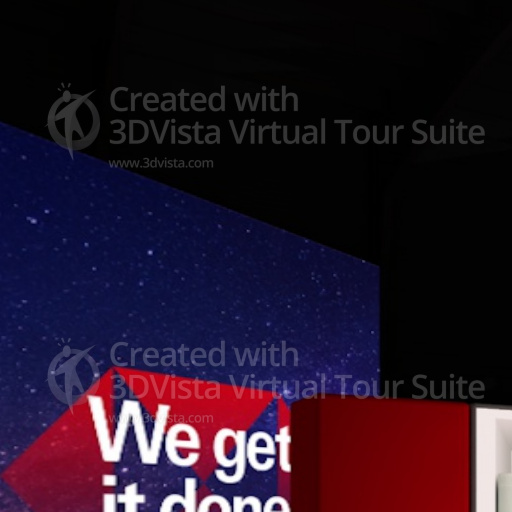 Created with
3DVista Virtual Tour Suite
www.3dvista.com
Created with
3DVista Virtual Tour Suite
www.3dvista.com
We get
it done